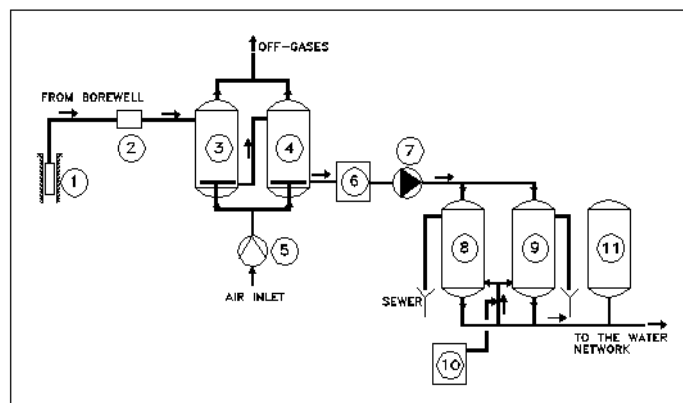 OFF-GASES
FROM BOREWELL
1
2
3
4
5
6
7
8
9
10
11
AIR INLET
SEWER
TO THE WATER
NETWORK